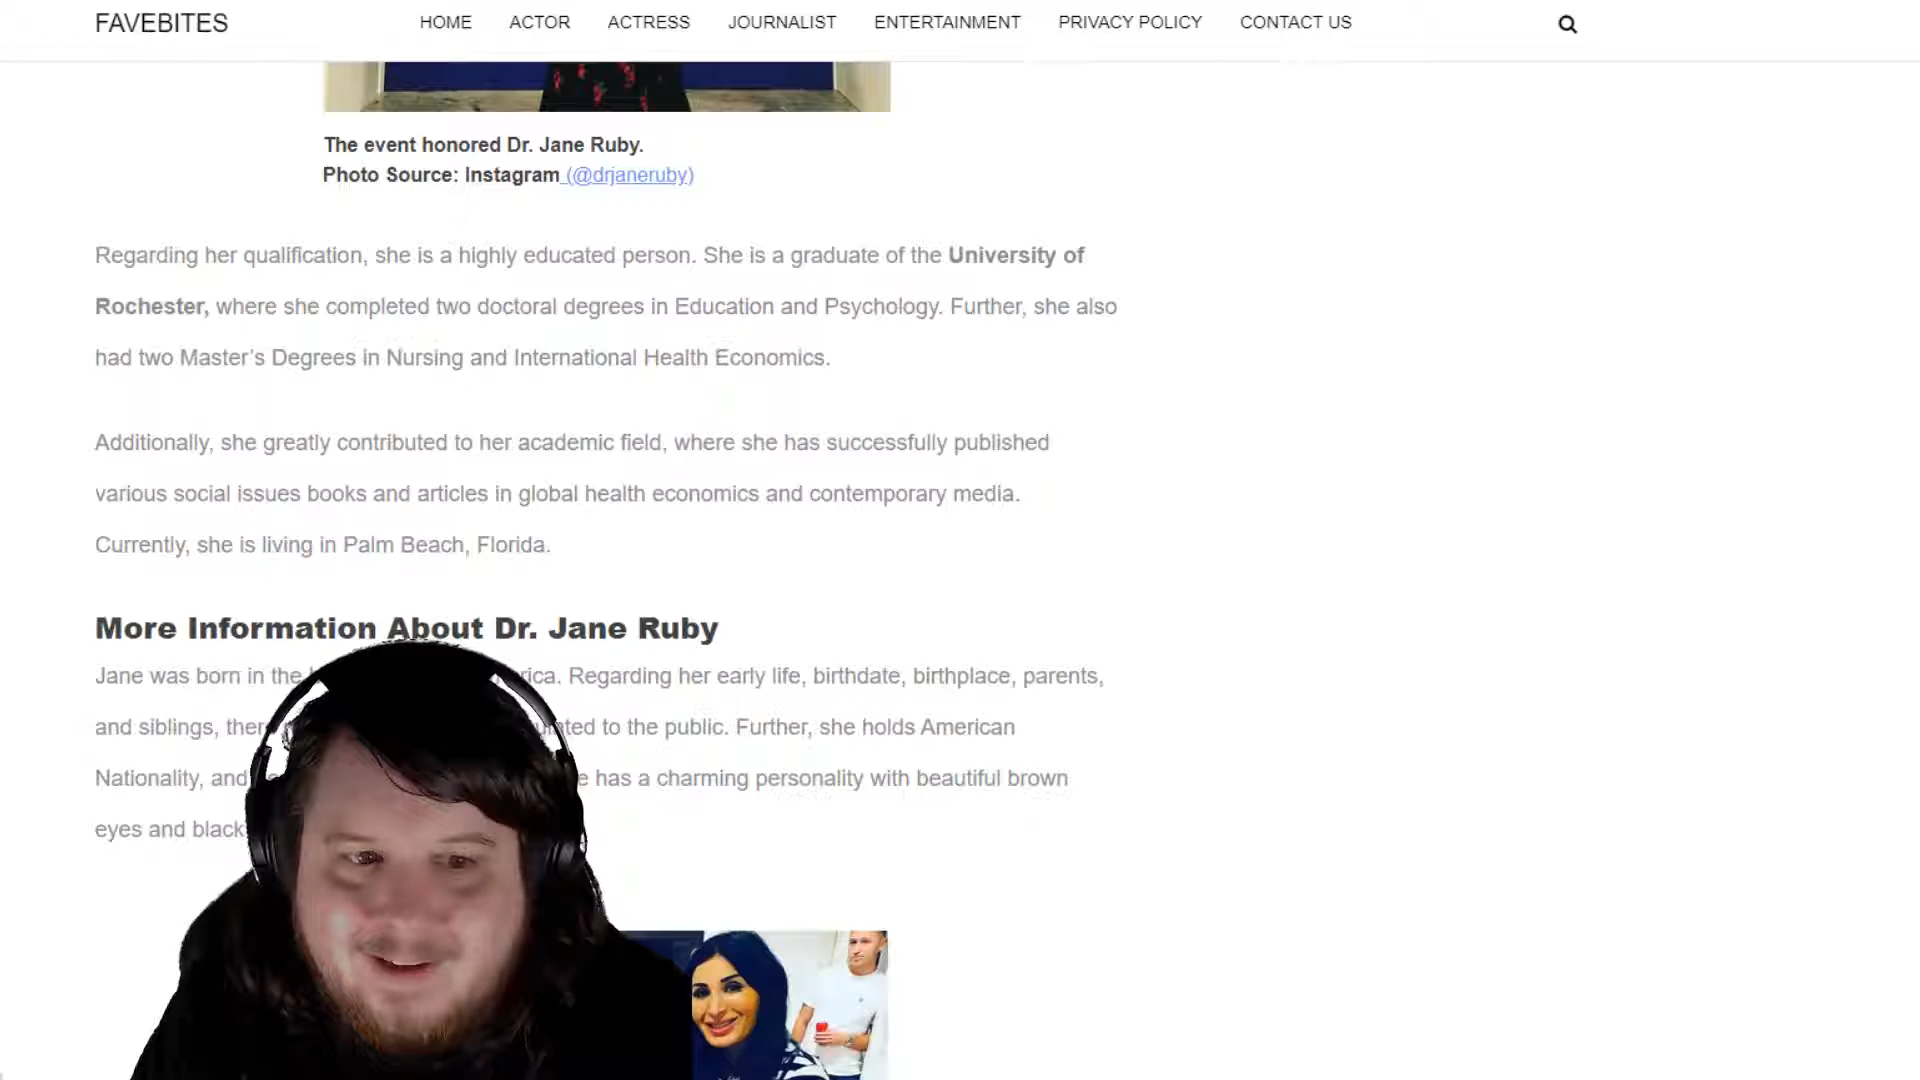 FAVEBITES
HOME ACTOR ACTRESS JOURNALIST ENTERTAINMENT PRIVACY POLICY CONTACT US
The event honored Dr. Jane Ruby.
Photo Source: Instagram (@drjaneruby)
Regarding her qualification, she is a highly educated person. She is a graduate of the University of
Rochester, where she completed two doctoral degrees in Education and Psychology. Further, she also
had two Master's Degrees in Nursing and International Health Economics.
Additionally, she greatly contributed to her academic field, where she has successfully published
various social issues books and articles in global health economics and contemporary media.
Currently, she is living in Palm Beach, Florida.
More Information About Dr. Jane Ruby
Jane was born in the rica. Regarding her early life, birthdate, birthplace, parents,
and siblings, to the public. Further, she holds American
Nationality, and has a charming personality with beautiful brown
eyes and black